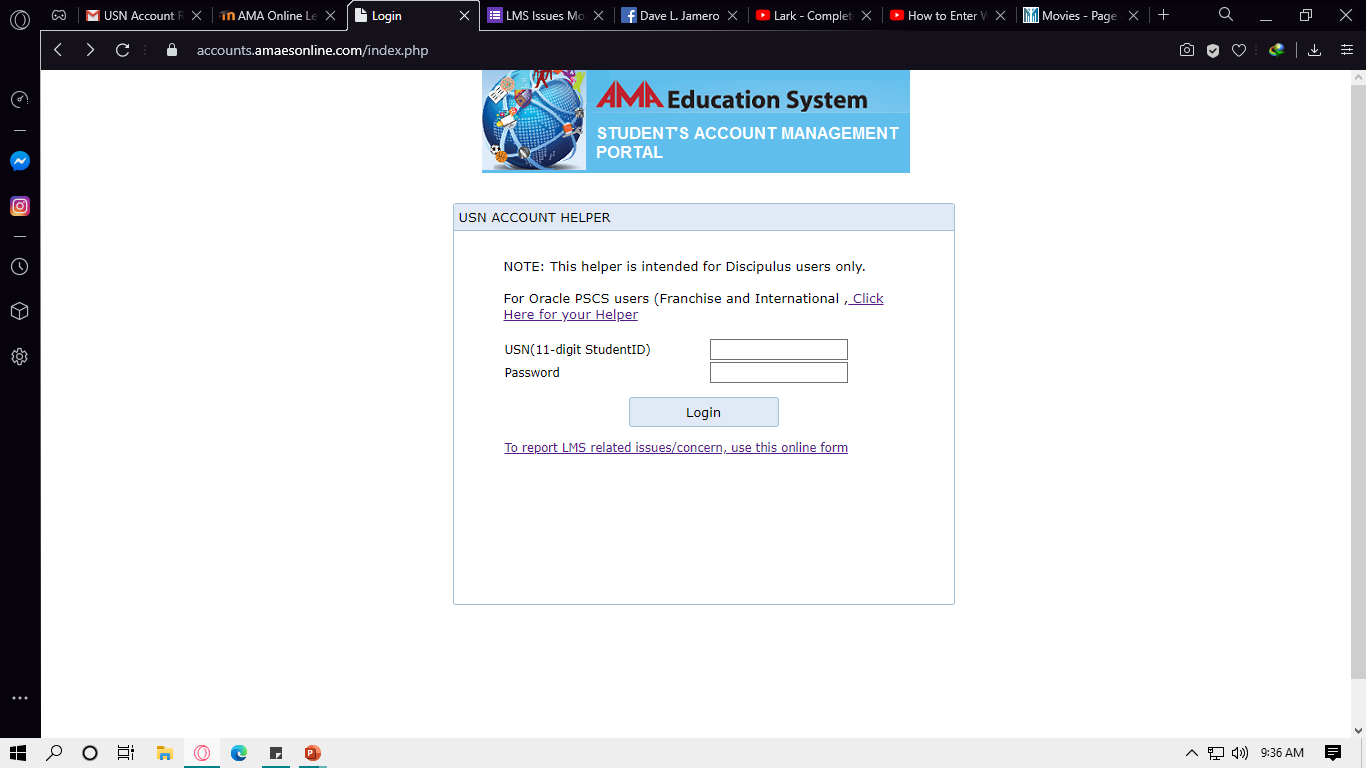 USN Account R
AMA Online Le
Login
LMS Issues Mo
Dave L. Jamero
Lark - Complet
How to Enter W
Movies - Page
accounts.amaesonline.com/index.php
AMA Education System
STUDENT'S ACCOUNT MANAGEMENT
PORTAL
USN ACCOUNT HELPER
NOTE: This helper is intended for Discipulus users only.
For Oracle PSCS users (Franchise and International , Click
Here for your Helper
USN(11-digit StudentID)
Password
Login
To report LMS related issues/concern, use this online form
9:36 AM